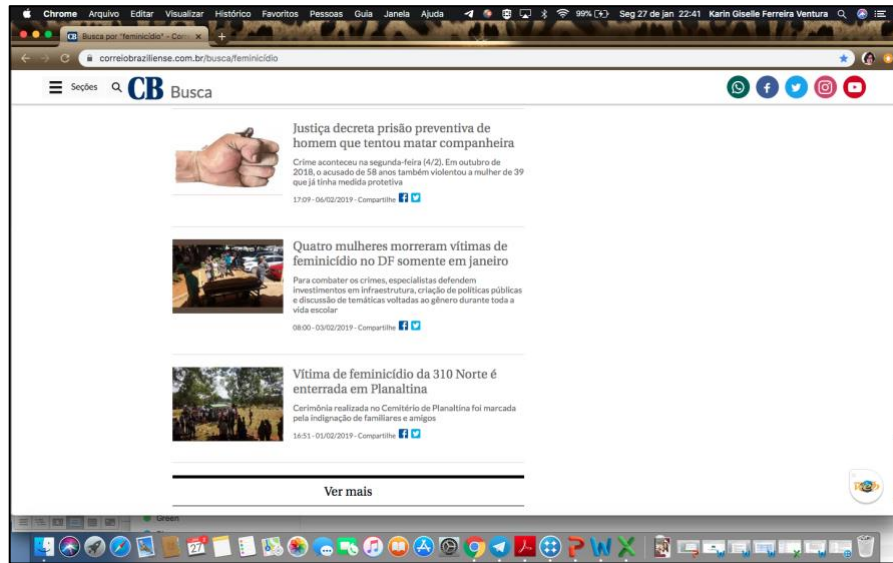 Chrome Arquivo Editar Visualizar Histórico Favoritos Pessoas Guia Janela Ajuda 99% Seg 27 de jan 22:41 Karin Giselle Ferreira Ventura
CB Busca por "feminicídio" - Corr
correiobraziliense.com.br/busca/feminicídio
Seções CB Busca
Justiça decreta prisão preventiva de
homem que tentou matar companheira
Crime aconteceu na segunda-feira (4/2). Em outubro de
2018, o acusado de 58 anos também violentou a mulher de 39
que já tinha medida protetiva
17:09 - 06/02/2019 - Compartilhe
Quatro mulheres morreram vítimas de
feminicídio no DF somente em janeiro
Para combater os crimes, especialistas defendem
investimentos em infraestrutura, criação de políticas públicas
e discussão de temáticas voltadas ao gênero durante toda a
vida escolar
08:00 - 03/02/2019 - Compartilhe
Vítima de feminicídio da 310 Norte é
enterrada em Planaltina
Cerimônia realizada no Cemitério de Planaltina foi marcada
pela indignação de familiares e amigos
16:51 - 01/02/2019 - Compartilhe
Ver mais
Green
27